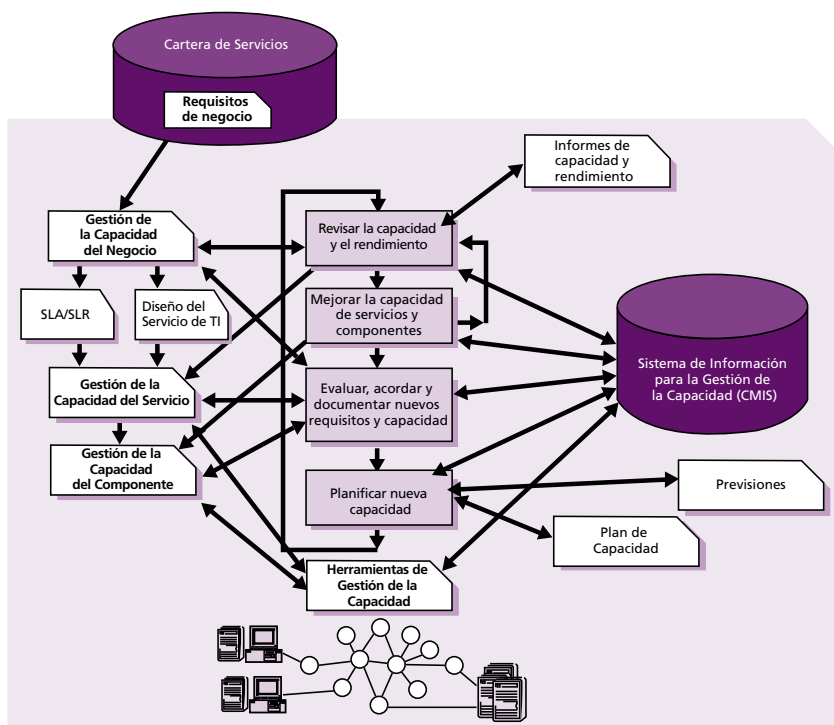 Cartera de Servicios
Requisitos
de negocio
Informes de
capacidad y
rendimiento
Gestión de
la Capacidad
del Negocio
Revisar la capacidad
y el rendimiento
SLA/SLR
Diseño del
Servicio de TI
Mejorar la capacidad
de servicios y
componentes
Sistema de Información
para la Gestión de
la Capacidad (CMIS)
Gestión de la
Capacidad del Servicio
Evaluar, acordar y
documentar nuevos
requisitos y capacidad
Gestión de la
Capacidad
del Componente
Planificar nueva
capacidad
Previsiones
Plan de
Capacidad
Herramientas de
Gestión de la
Capacidad